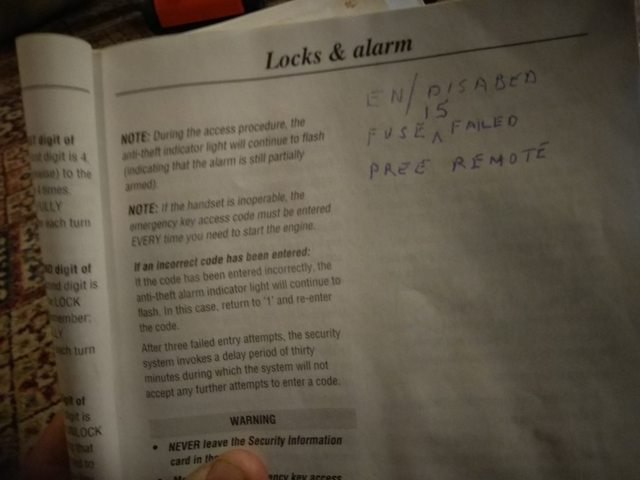 Locks & alarm
digit of
digit is 4,
to the
times.
each turn
digit of
digit is
LOCK
ch turn
of
is
LOCK
that
to
NOTE: During the access procedure, the
anti-theft indicator light will continue to flash
(indicating that the alarm is still partially
armed).
NOTE: If the handset is inoperable, the
emergency key access code must be entered
EVERY time you need to start the engine.
If an incorrect code has been entered:
If the code has been entered incorrectly, the
anti-theft alarm indicator light will continue to
flash. In this case, return to '1' and re-enter
the code.
After three failed entry attempts, the security
system invokes a delay period of thirty
minutes during which the system will not
accept any further attempts to enter a code.
WARNING
• NEVER leave the Security Information
card in the
key access
EN/DISABED
15
FUSE ^ FAILED
PREE REMOTE